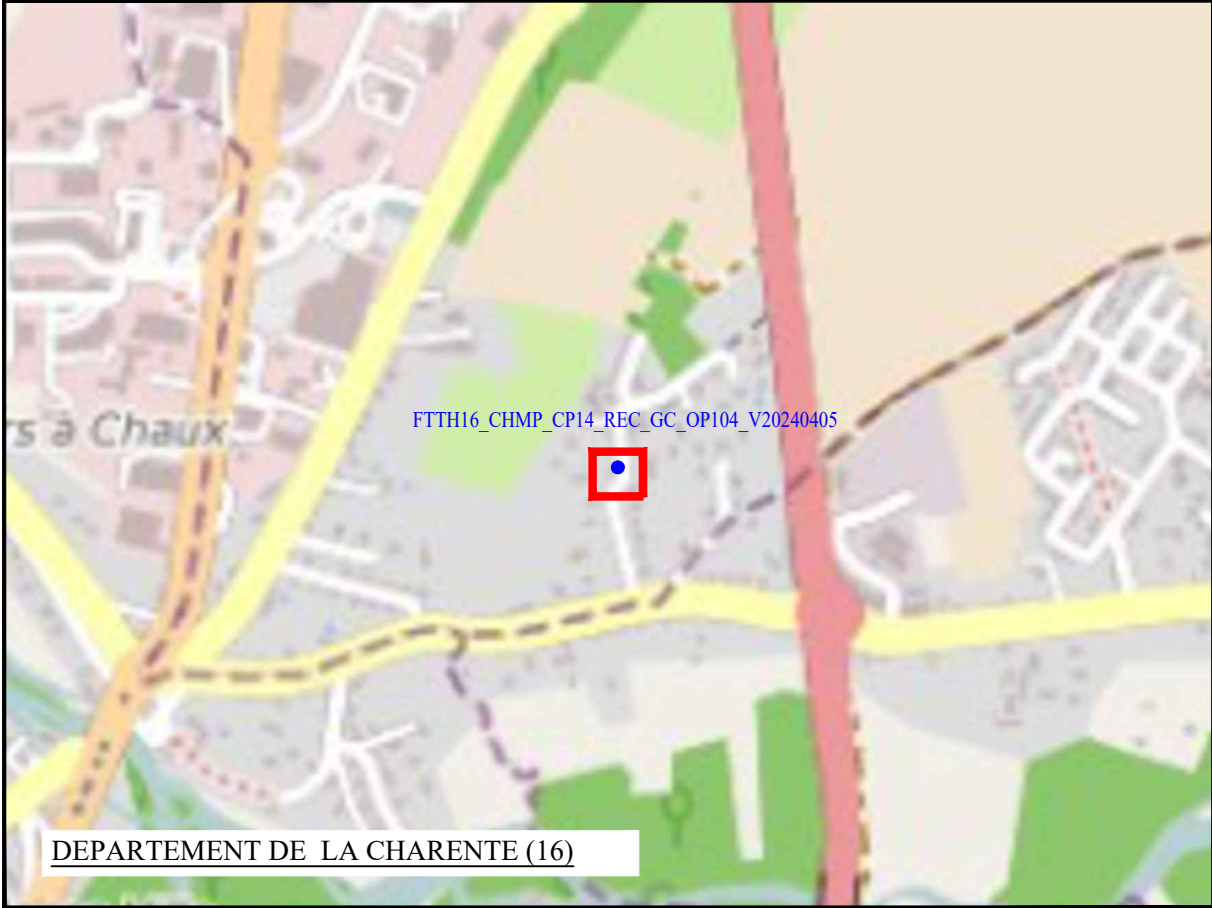 FTTH16_CHMP_CP14_REC_GC_OP104_V20240405
rs à Chaux
DEPARTEMENT DE LA CHARENTE (16)